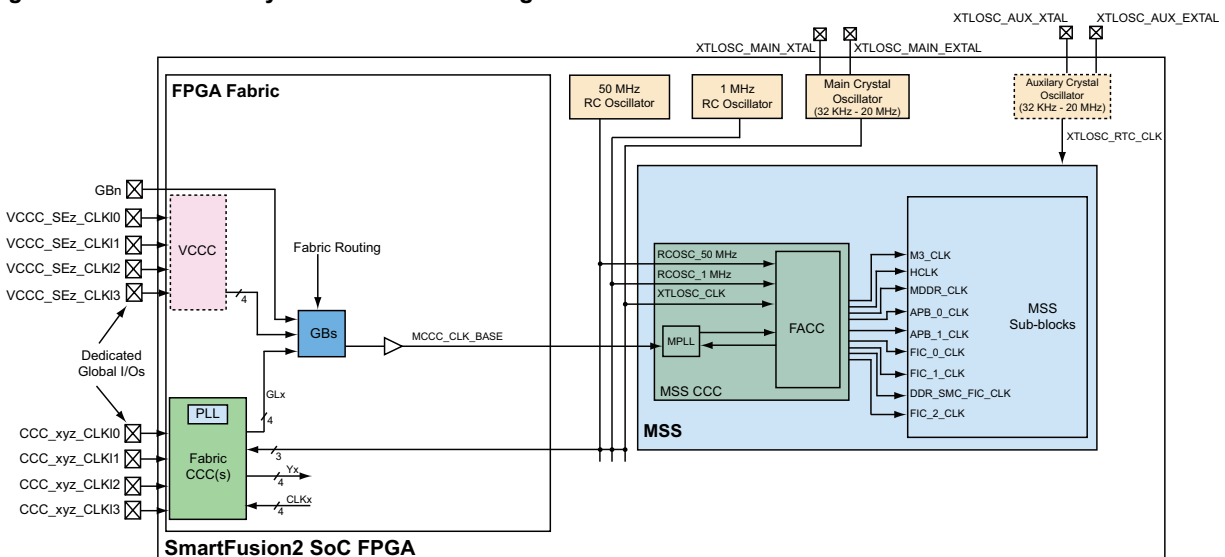 XTLOSC_AUX_XTAL
XTLOSC_AUX_EXTAL
XTLOSC_MAIN_XTAL
XTLOSC_MAIN_EXTAL
FPGA Fabric
50 MHz
RC Oscillator
1 MHz
RC Oscillator
Main Crystal
Oscillator
(32 KHz - 20 MHz)
Auxilary Crystal
Oscillator
(32 KHz - 20 MHz)
XTLOSC_RTC_CLK
GBn
VCCC_SEz_CLKI0
VCCC_SEz_CLKI1
VCCC_SEz_CLKI2
VCCC_SEz_CLKI3
VCCC
4
Fabric Routing
GBs
MCCC_CLK_BASE
Dedicated
Global I/Os
GLx
4
PLL
Fabric
CCC(s)
CCC_xyz_CLKI0
CCC_xyz_CLKI1
CCC_xyz_CLKI2
CCC_xyz_CLKI3
3
Yx
4
CLKx
4
RCOSC_50 MHz
RCOSC_1 MHz
XTLOSC_CLK
MPLL
FACC
MSS CCC
M3_CLK
HCLK
MDDR_CLK
APB_0_CLK
APB_1_CLK
FIC_0_CLK
FIC_1_CLK
DDR_SMC_FIC_CLK
FIC_2_CLK
MSS
Sub-blocks
MSS
SmartFusion2 SoC FPGA